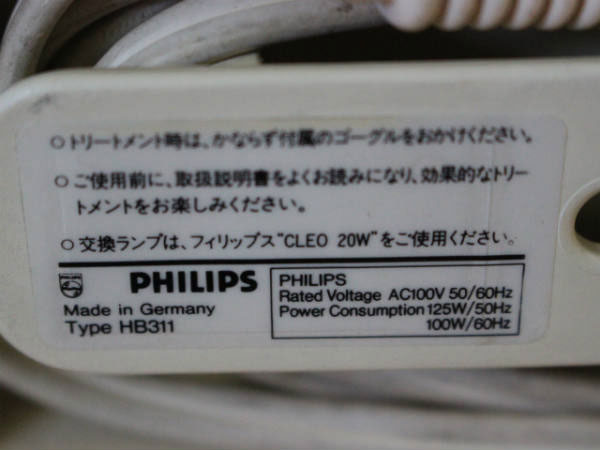 ○トリートメント時は、かならず付属のゴーグルをおかけください。
○ご使用前に、取扱説明書をよくお読みになり、効果的なトリー
トメントをお楽しみください。
○交換ランプは、フィリップス“CLEO 20W”をご使用ください。
PHILIPS
Made in Germany
Type HB311
PHILIPS
Rated Voltage AC100V 50/60Hz
Power Consumption 125W/50Hz
100W/60Hz